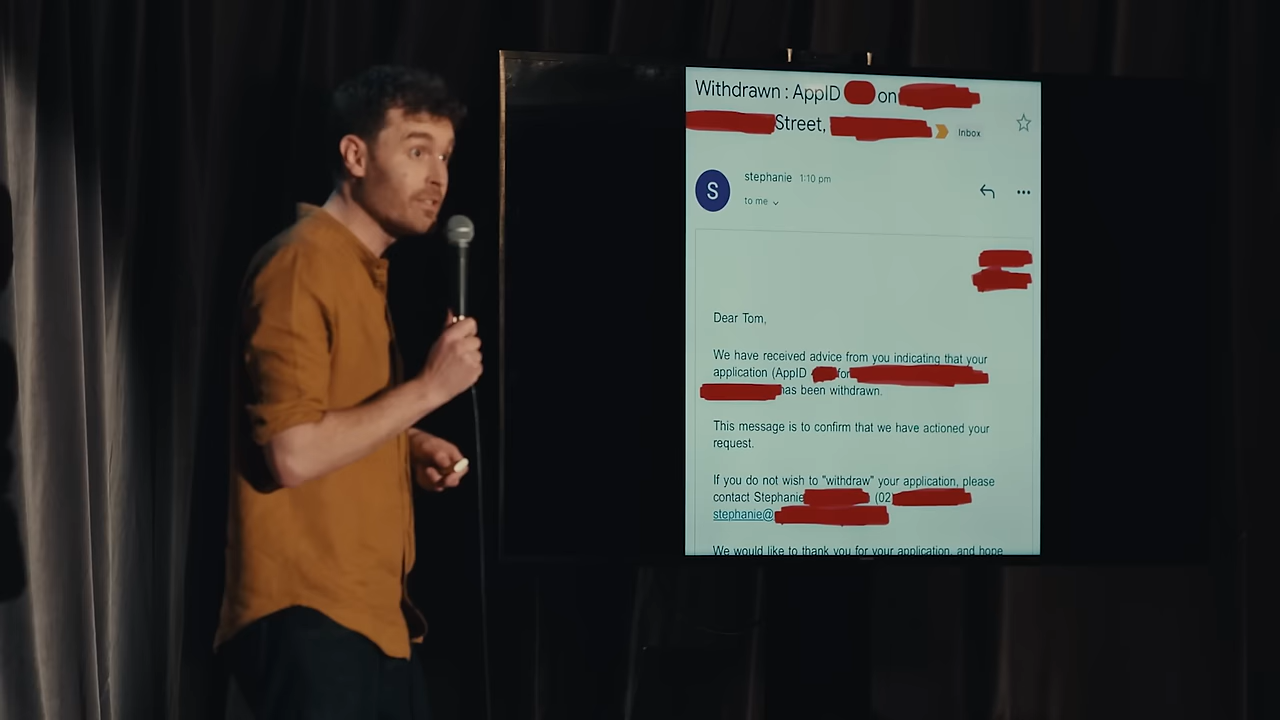 Withdrawn : AppID on
Street, Inbox
S
stephanie 1:10 pm
to me
Dear Tom,
We have received advice from you indicating that your
application (AppID for
has been withdrawn.
This message is to confirm that we have actioned your
request.
If you do not wish to "withdraw" your application, please
contact Stephanie (02)
stephanie@
We would like to thank you for your application, and hope